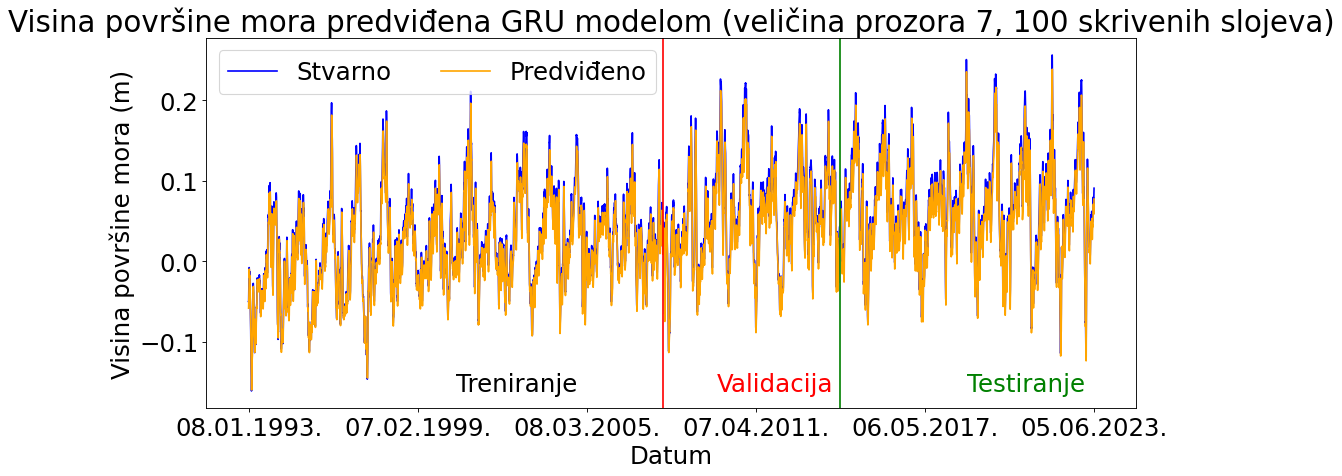 Visina površine mora predviđena GRU modelom (veličina prozora 7, 100 skrivenih slojeva)
Stvarno
Predviđeno
Visina površine mora (m)
0.2
0.1
0.0
−0.1
Treniranje
Validacija
Testiranje
08.01.1993.
07.02.1999.
08.03.2005.
07.04.2011.
06.05.2017.
05.06.2023.
Datum